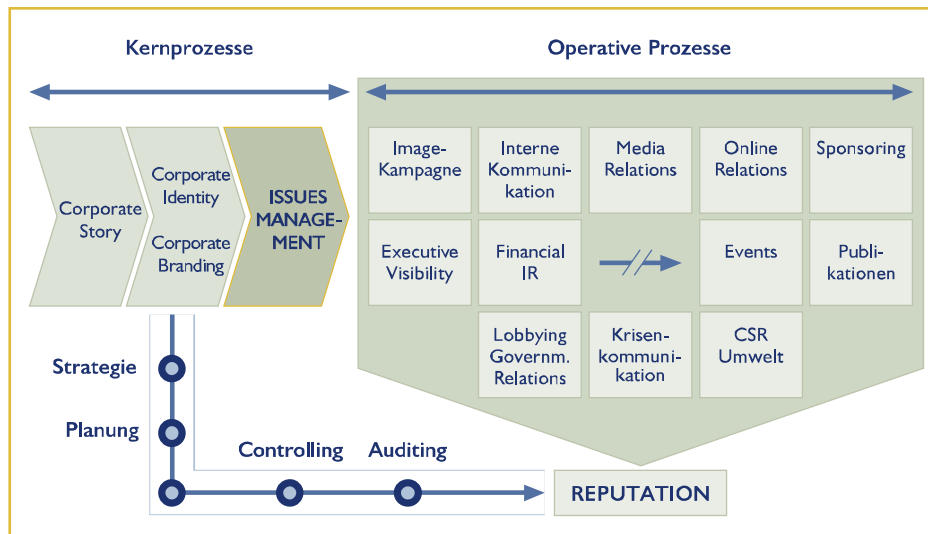 Kernprozesse
Operative Prozesse
Corporate
Story
Corporate
Identity
Corporate
Branding
ISSUES
MANAGE-
MENT
Image-
Kampagne
Interne
Kommuni-
kation
Media
Relations
Online
Relations
Sponsoring
Executive
Visibility
Financial
IR
Events
Publi-
kationen
Lobbying
Governm.
Relations
Krisen-
kommuni-
kation
CSR
Umwelt
Strategie
Planung
Controlling
Auditing
REPUTATION